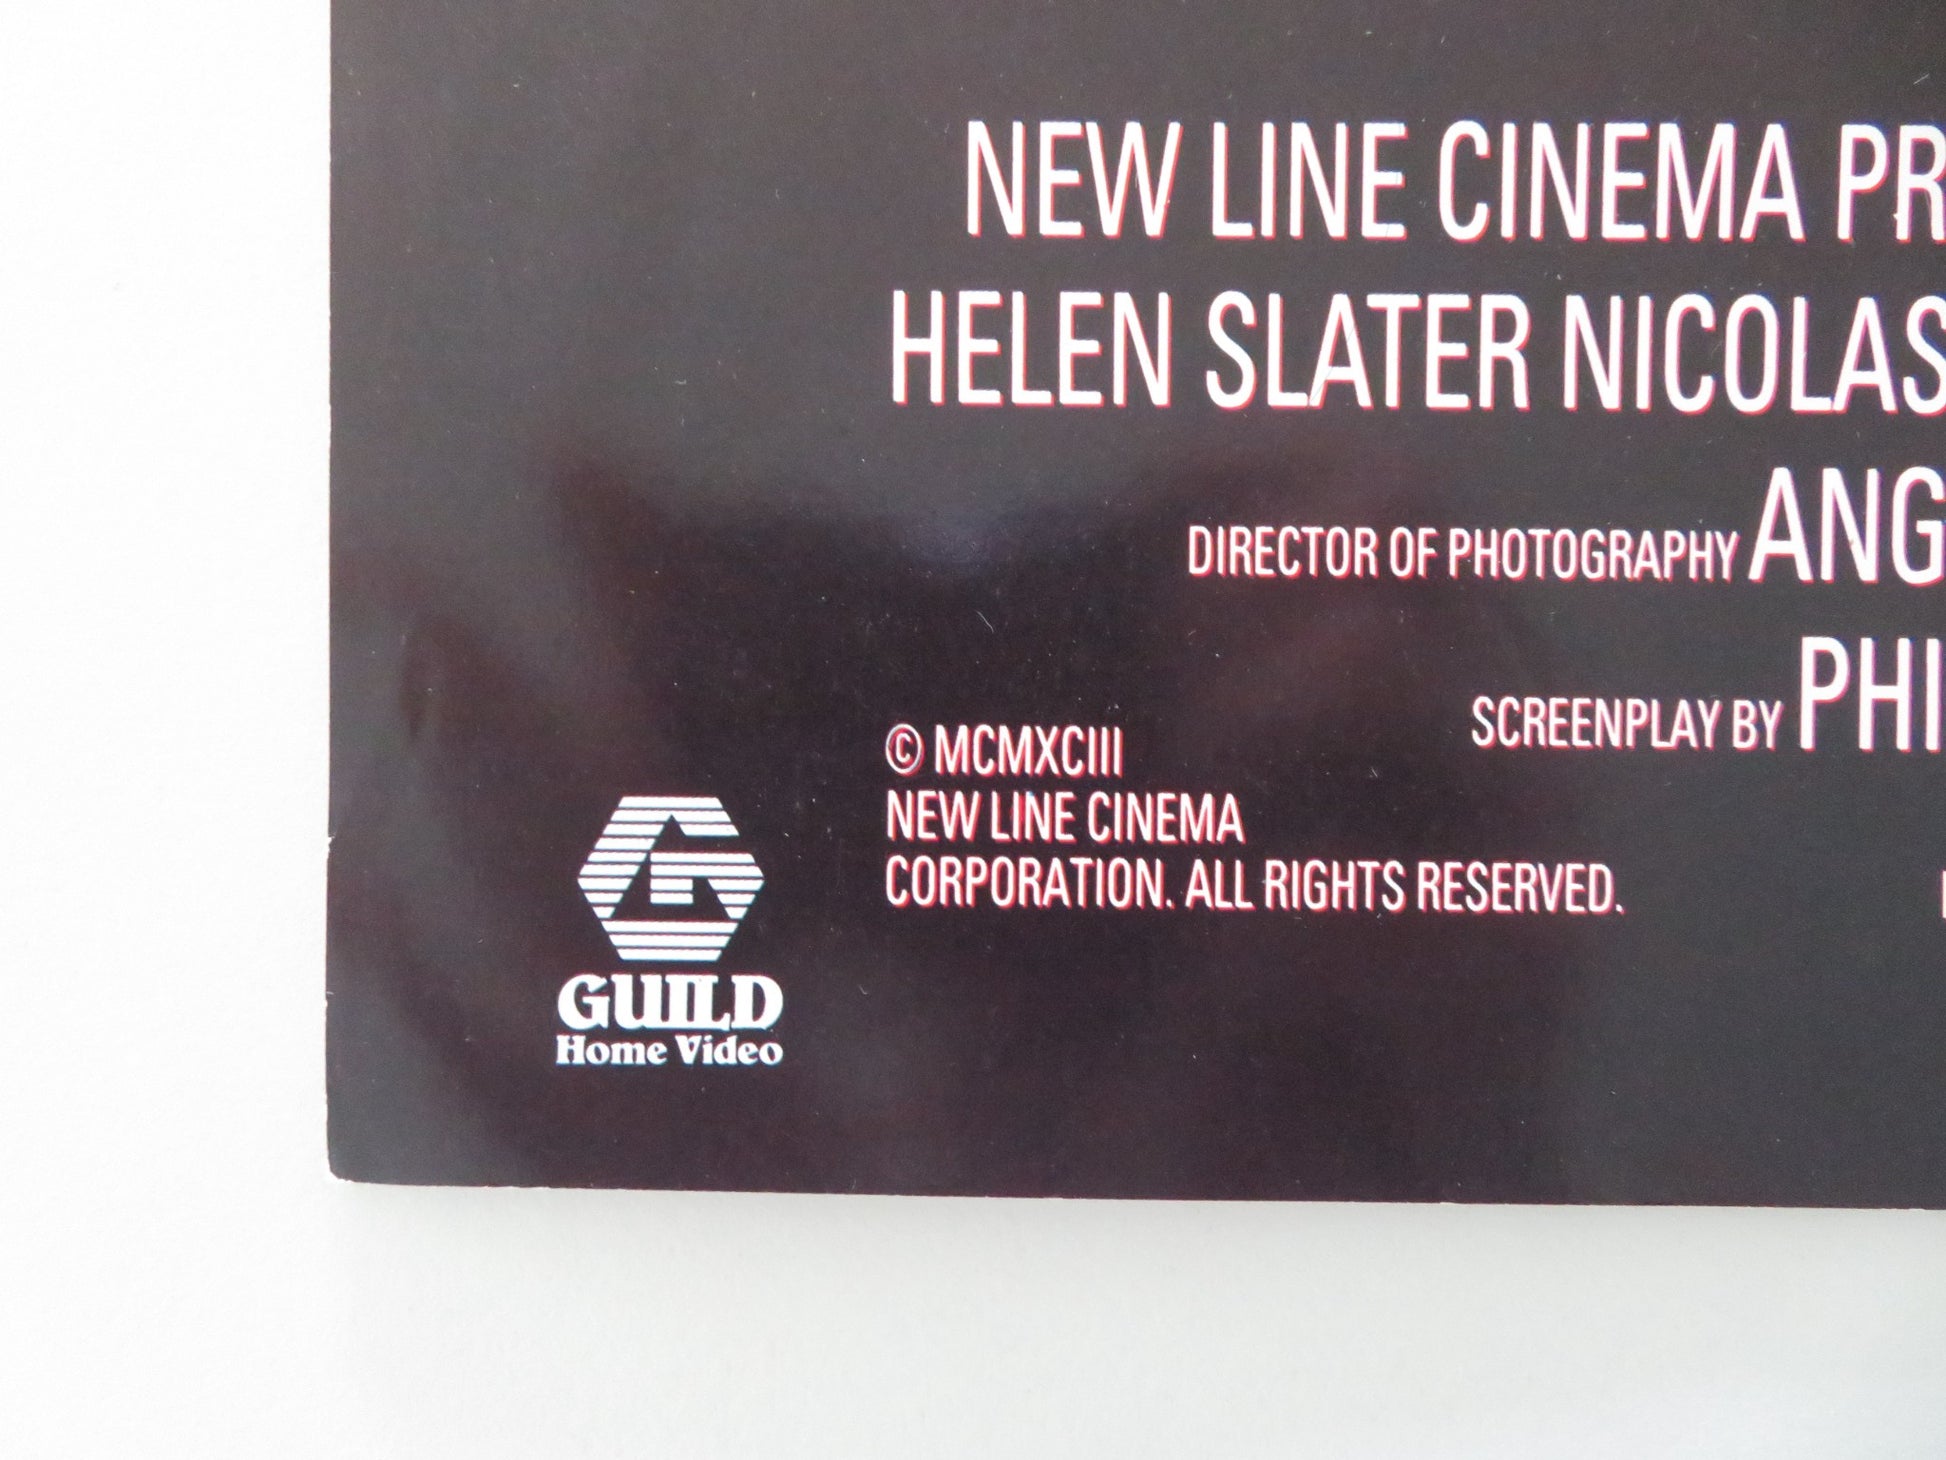 NEW LINE CINEMA PR
HELEN SLATER NICOLAS
ANG
DIRECTOR OF PHOTOGRAPHY
PHI
SCREENPLAY BY
© MCMXCIII
NEW LINE CINEMA
CORPORATION. ALL RIGHTS RESERVED.
GUILD
Home Video